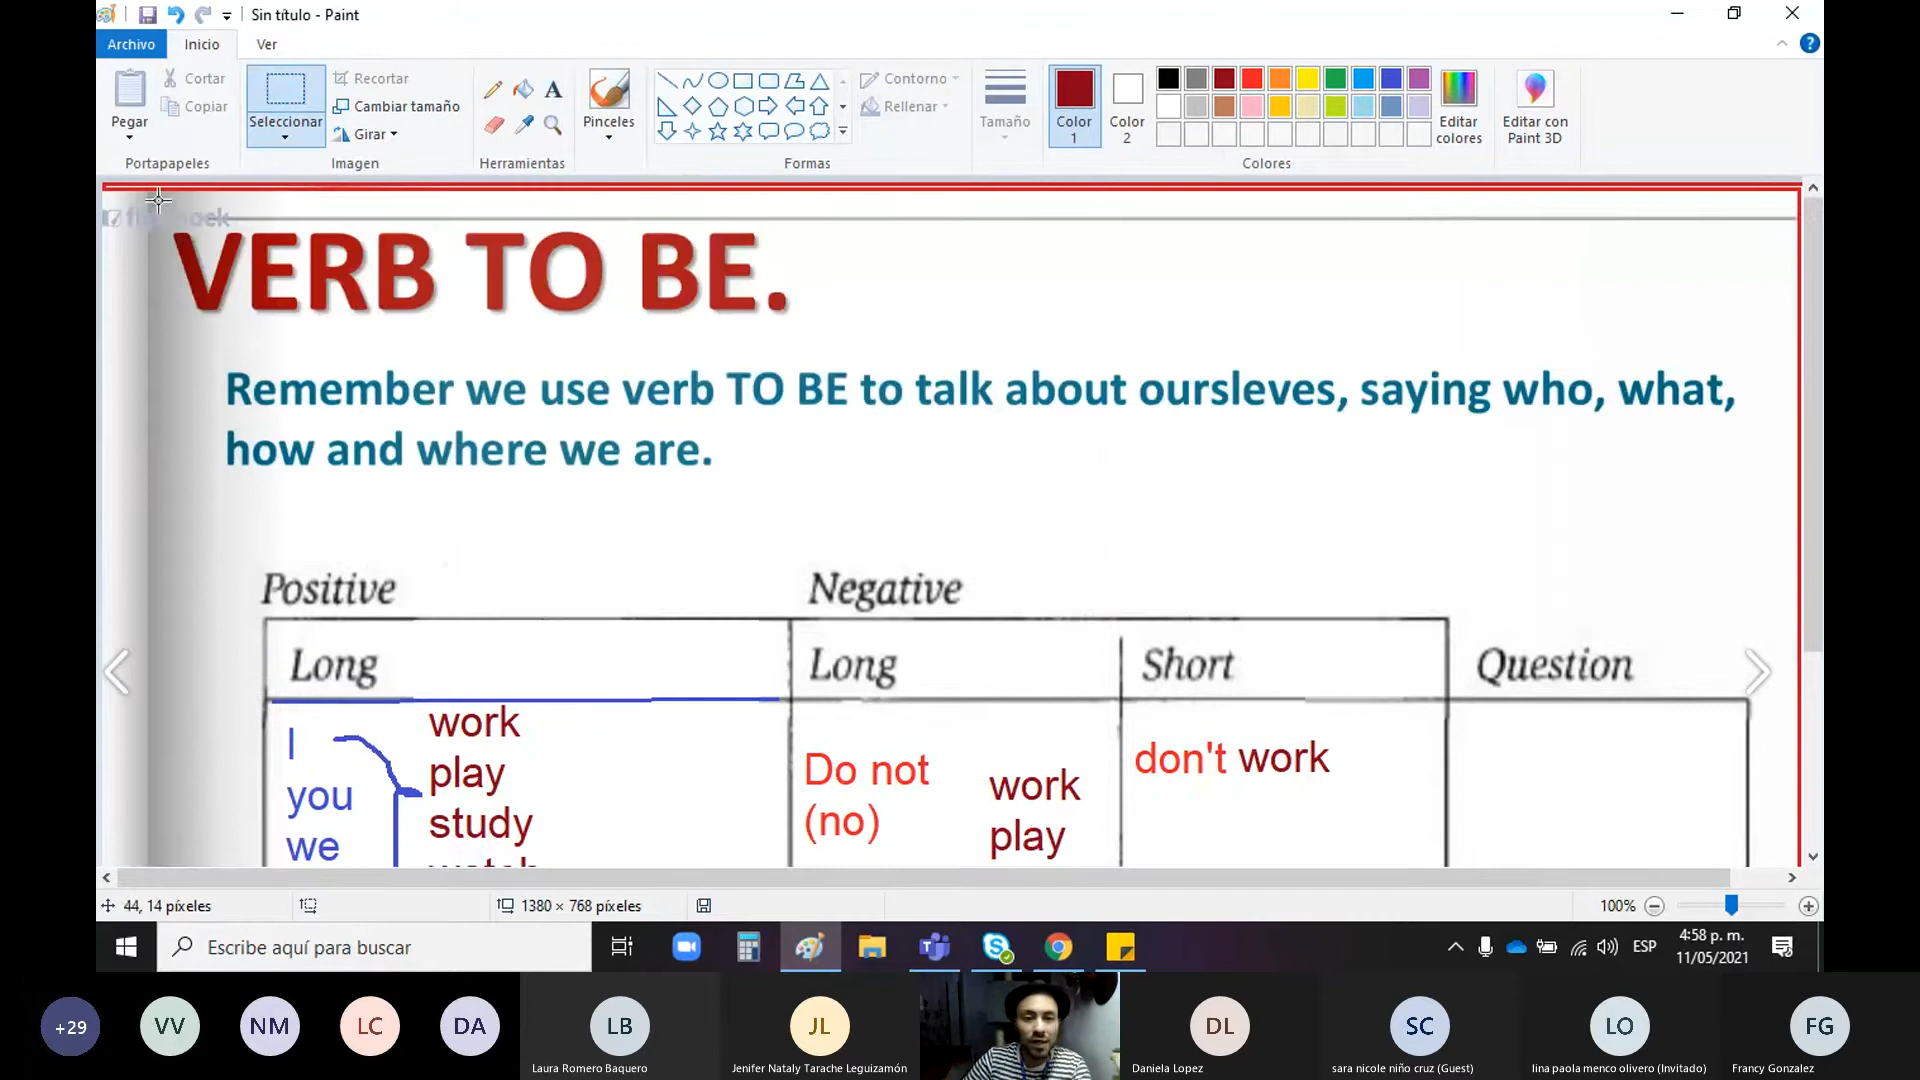 Sin título - Paint
Archivo Inicio Ver
Pegar
Cortar
Copiar
Portapapeles
Seleccionar
Recortar
Cambiar tamaño
Girar
Imagen
Herramientas
Pinceles
Formas
Contorno
Rellenar
Tamaño
Color 1
Color 2
Colores
Editar colores
Editar con Paint 3D
VERB TO BE.
Remember we use verb TO BE to talk about oursleves, saying who, what,
how and where we are.
Positive Negative
Long Long Short Question
I
you
we
work
play
study
watch
Do not
(no)
work
play
don't work
44, 14 píxeles
1380 × 768 píxeles
100%
Escribe aquí para buscar
ESP
4:58 p. m.
11/05/2021
+29 VV NM LC DA LB JL DL SC LO FG
Laura Romero Baquero
Jenifer Nataly Tarache Leguizamón
Daniela Lopez
sara nicole niño cruz (Guest)
lina paola menco olivero (Invitado)
Francy Gonzalez